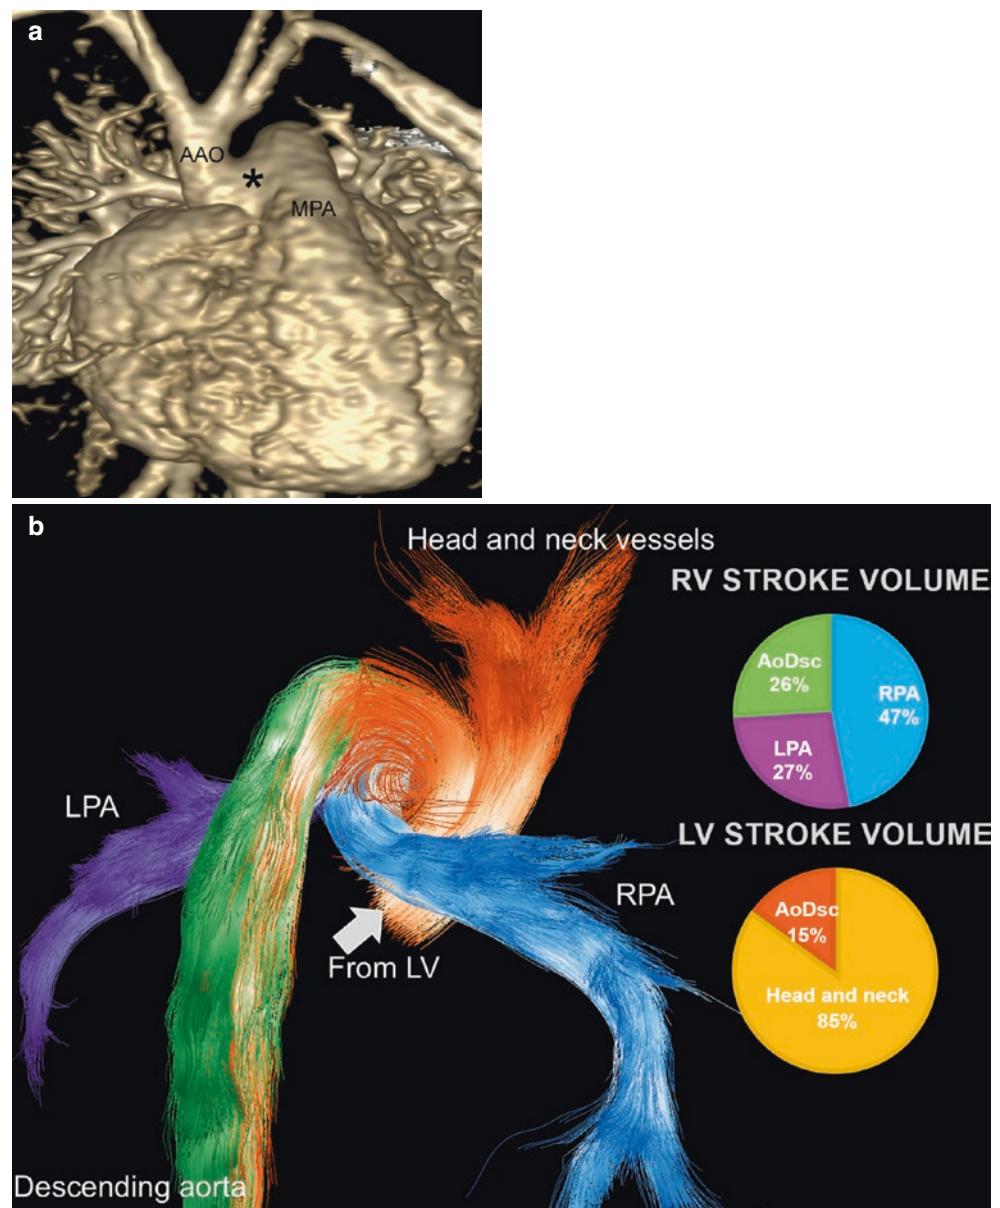 a
AAO
*
MPA
b
Head and neck vessels
RV STROKE VOLUME
AoDsc
26%
RPA
47%
LPA
27%
LPA
LV STROKE VOLUME
RPA
AoDsc
15%
From LV
Head and neck
85%
Descending aorta